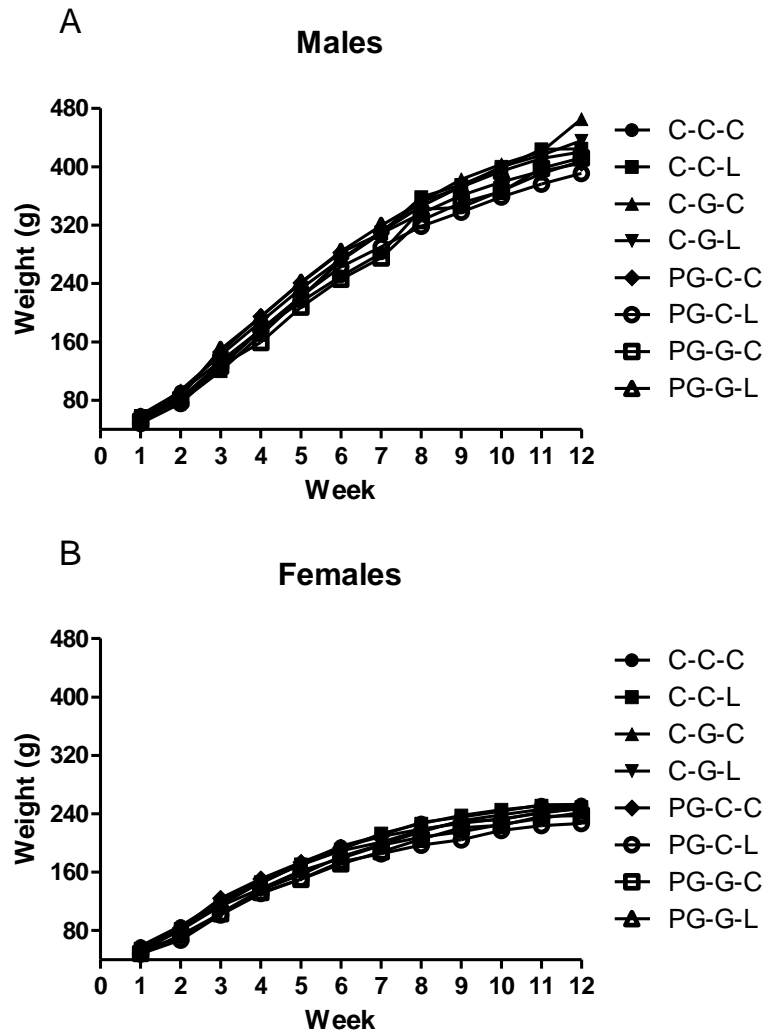 A
Males
Weight (g)
480
400
320
240
160
80
0 1 2 3 4 5 6 7 8 9 10 11 12
Week
C-C-C
C-C-L
C-G-C
C-G-L
PG-C-C
PG-C-L
PG-G-C
PG-G-L
B
Females
Weight (g)
480
400
320
240
160
80
0 1 2 3 4 5 6 7 8 9 10 11 12
Week
C-C-C
C-C-L
C-G-C
C-G-L
PG-C-C
PG-C-L
PG-G-C
PG-G-L